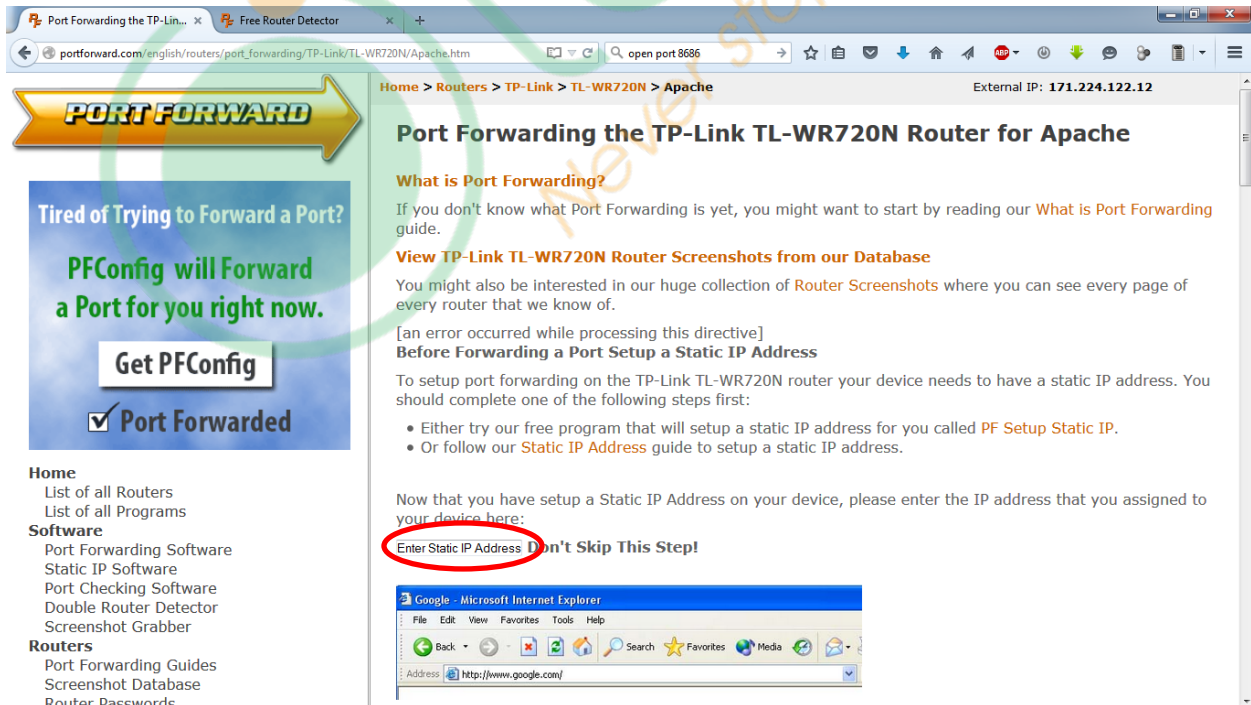 Port Forwarding the TP-Lin... ×
Free Router Detector ×
+
portforward.com/english/routers/port_forwarding/TP-Link/TL-WR720N/Apache.htm
open port 8686
ABP
PORT FORWARD
Tired of Trying to Forward a Port?
PFConfig will Forward
a Port for you right now.
Get PFConfig
Port Forwarded
Home
List of all Routers
List of all Programs
Software
Port Forwarding Software
Static IP Software
Port Checking Software
Double Router Detector
Screenshot Grabber
Routers
Port Forwarding Guides
Screenshot Database
Router Passwords
Home > Routers > TP-Link > TL-WR720N > Apache
External IP: 171.224.122.12
Port Forwarding the TP-Link TL-WR720N Router for Apache
What is Port Forwarding?
If you don't know what Port Forwarding is yet, you might want to start by reading our What is Port Forwarding
guide.
View TP-Link TL-WR720N Router Screenshots from our Database
You might also be interested in our huge collection of Router Screenshots where you can see every page of
every router that we know of.
[an error occurred while processing this directive]
Before Forwarding a Port Setup a Static IP Address
To setup port forwarding on the TP-Link TL-WR720N router your device needs to have a static IP address. You
should complete one of the following steps first:
• Either try our free program that will setup a static IP address for you called PF Setup Static IP.
• Or follow our Static IP Address guide to setup a static IP address.
Now that you have setup a Static IP Address on your device, please enter the IP address that you assigned to
your device here:
Enter Static IP Address Don't Skip This Step!
Google - Microsoft Internet Explorer
File Edit View Favorites Tools Help
Back Search Favorites Media
Address http://www.google.com/
Never